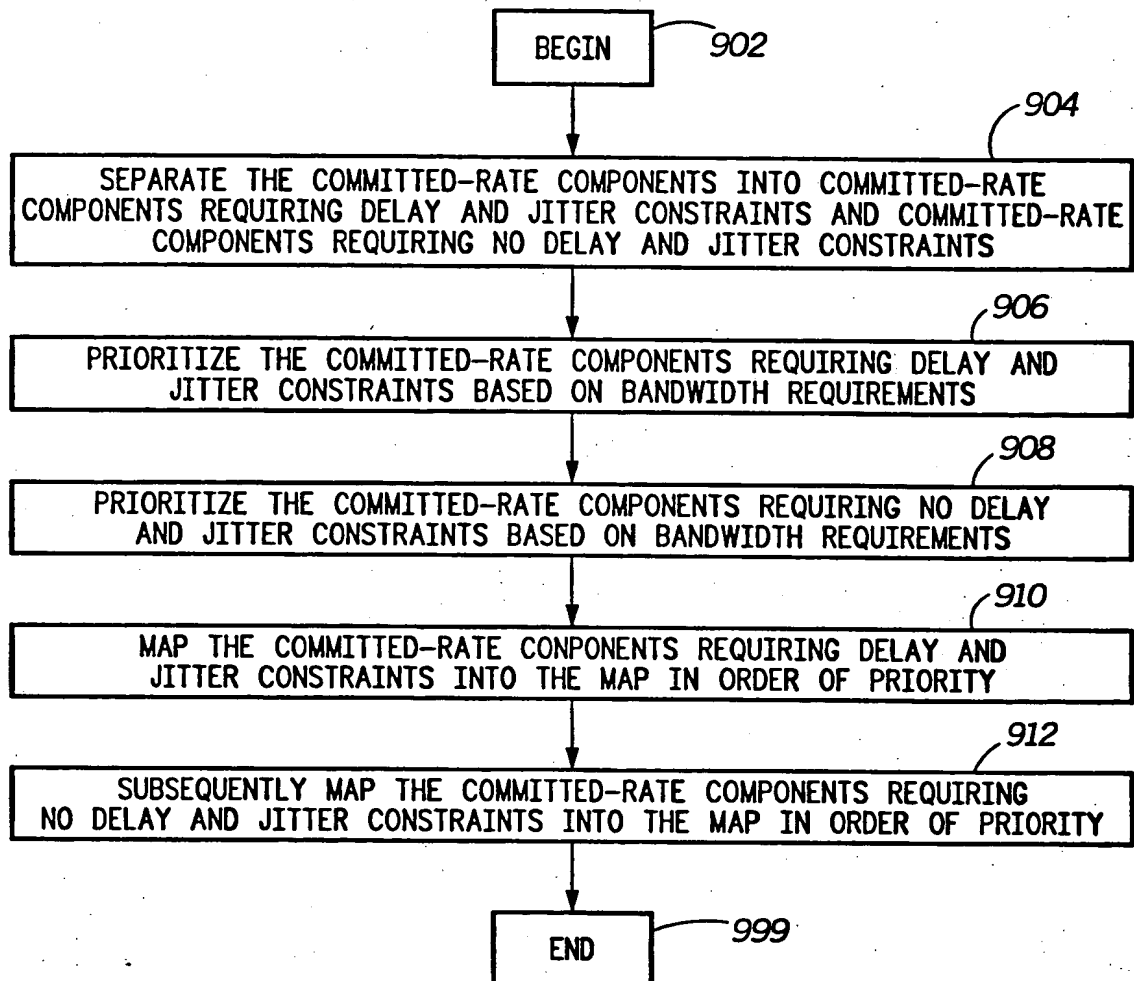 BEGIN
902
904
SEPARATE THE COMMITTED-RATE COMPONENTS INTO COMMITTED-RATE
COMPONENTS REQUIRING DELAY AND JITTER CONSTRAINTS AND COMMITTED-RATE
COMPONENTS REQUIRING NO DELAY AND JITTER CONSTRAINTS
906
PRIORITIZE THE COMMITTED-RATE COMPONENTS REQUIRING DELAY AND
JITTER CONSTRAINTS BASED ON BANDWIDTH REQUIREMENTS
908
PRIORITIZE THE COMMITTED-RATE COMPONENTS REQUIRING NO DELAY
AND JITTER CONSTRAINTS BASED ON BANDWIDTH REQUIREMENTS
910
MAP THE COMMITTED-RATE CONPONENTS REQUIRING DELAY AND
JITTER CONSTRAINTS INTO THE MAP IN ORDER OF PRIORITY
912
SUBSEQUENTLY MAP THE COMMITTED-RATE COMPONENTS REQUIRING
NO DELAY AND JITTER CONSTRAINTS INTO THE MAP IN ORDER OF PRIORITY
END
999